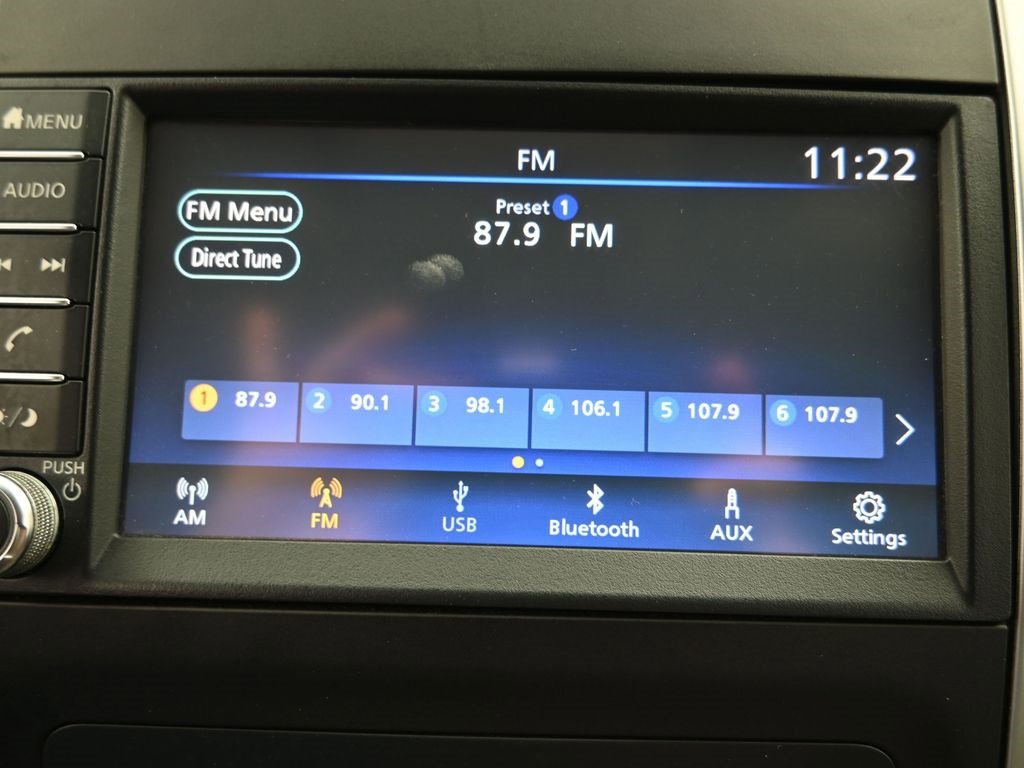 MENU
AUDIO
PUSH
FM
11:22
FM Menu
Direct Tune
Preset 1
87.9 FM
1 87.9
2 90.1
3 98.1
4 106.1
5 107.9
6 107.9
AM
FM
USB
Bluetooth
AUX
Settings